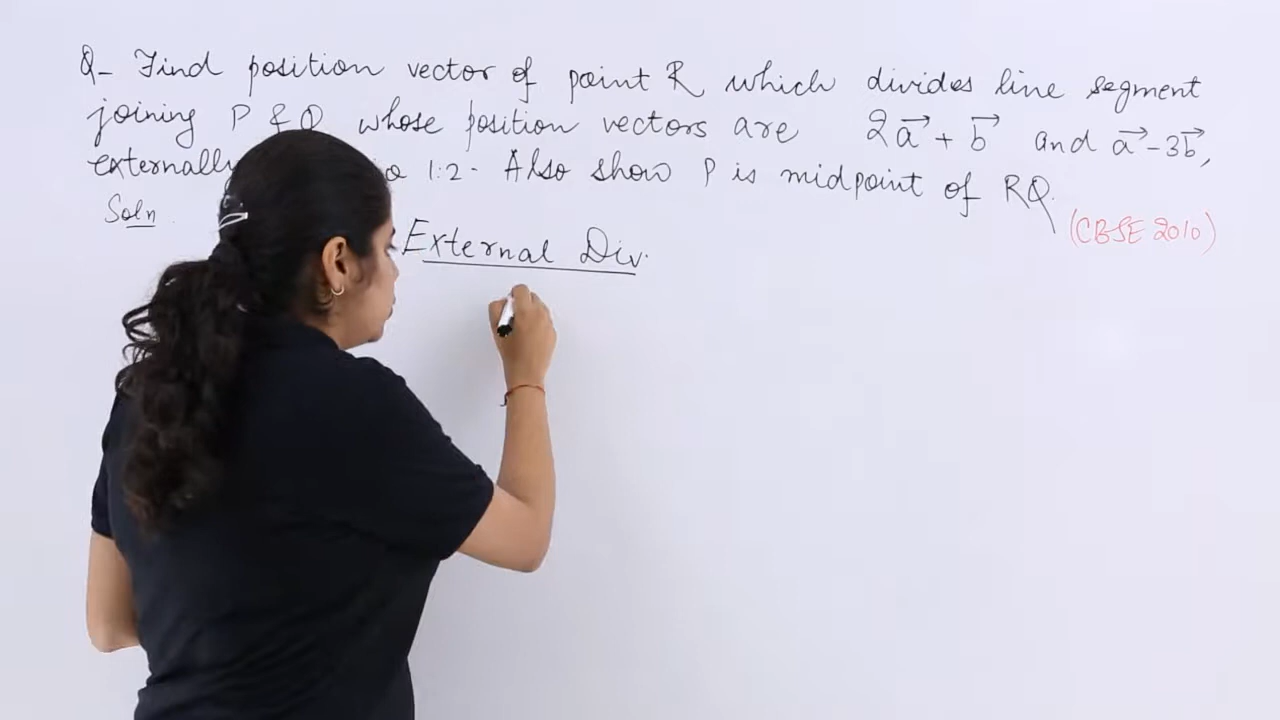 Q- Find position vector of point R which divides line segment
joining P & Q whose position vectors are 2a⃗ + b⃗ and a⃗-3b⃗,
externally 1:2. Also show P is midpoint of RQ.
Soln.
(CBSE 2010)
External Div.